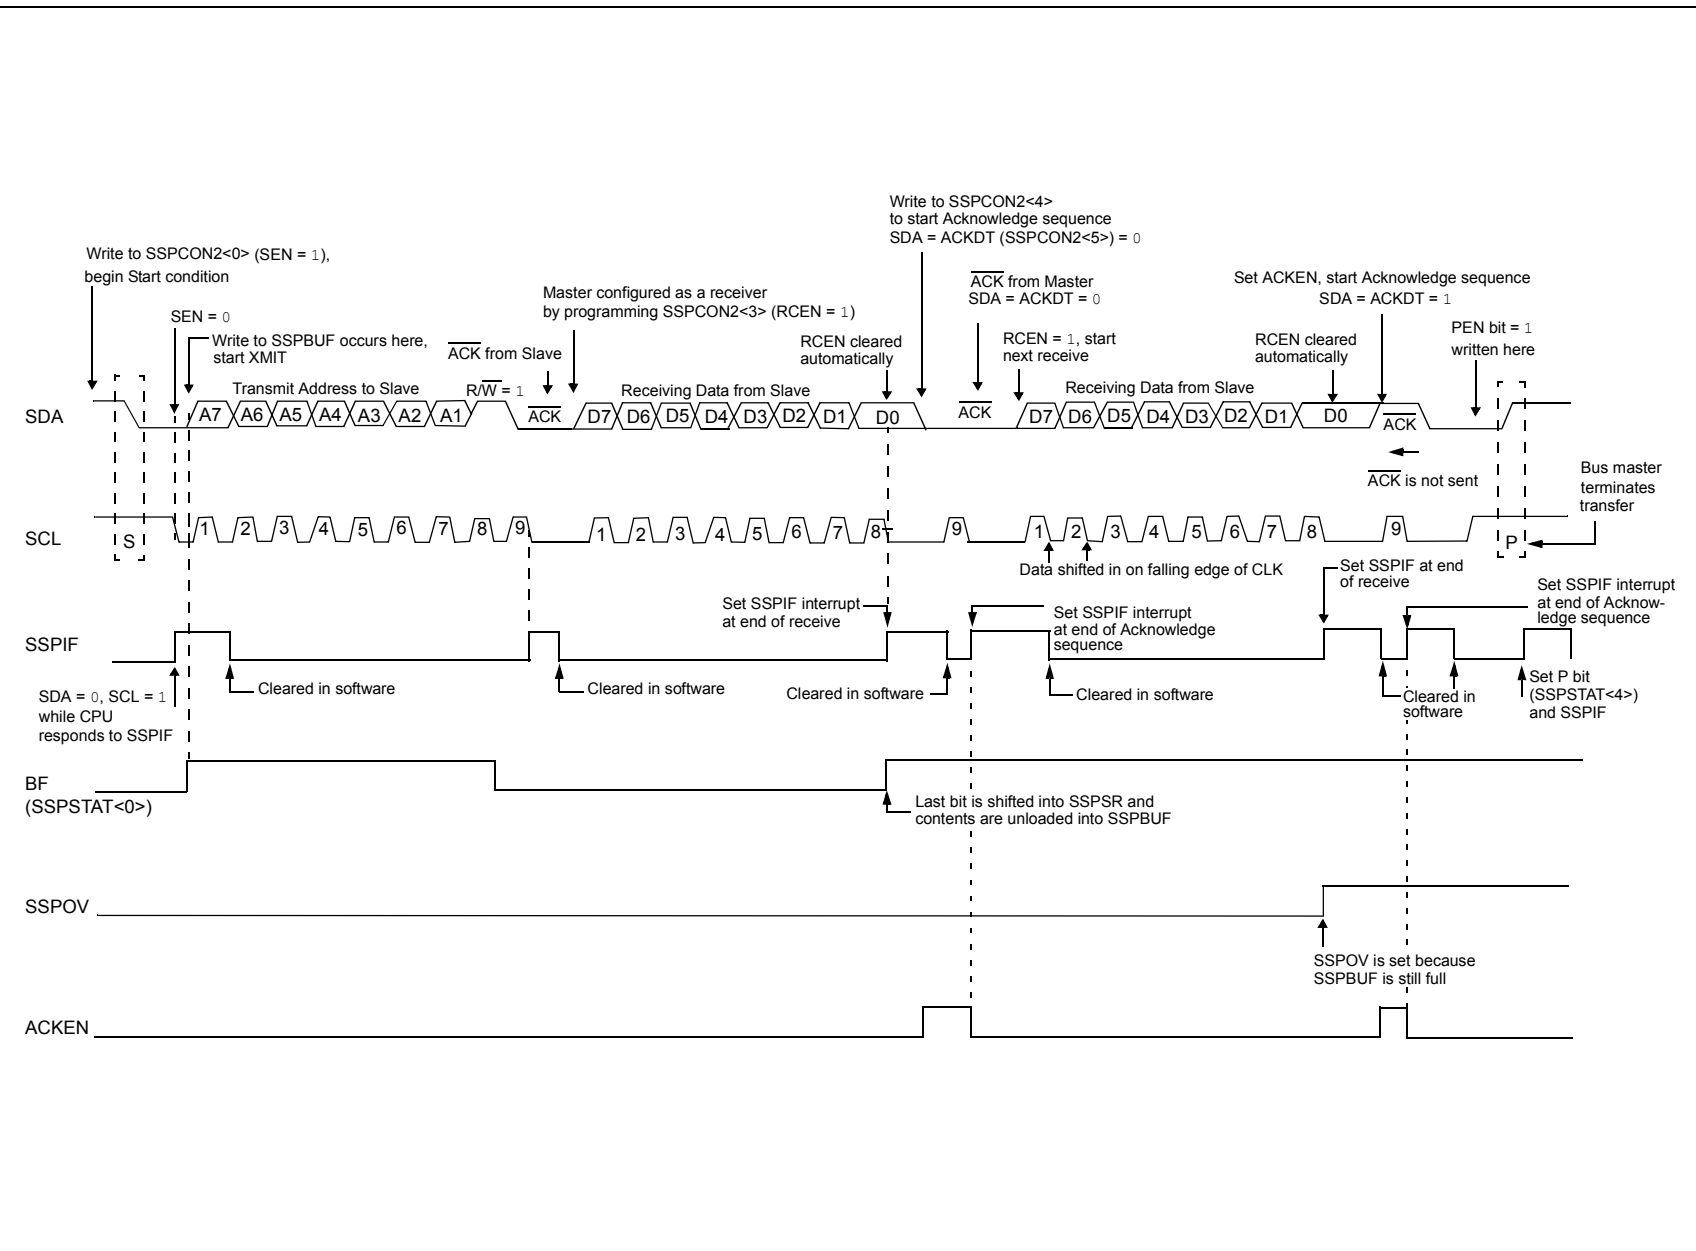 Write to SSPCON2<4>
to start Acknowledge sequence
SDA = ACKDT (SSPCON2<5>) = 0
Write to SSPCON2<0> (SEN = 1),
begin Start condition
ACK from Master
SDA = ACKDT = 0
Set ACKEN, start Acknowledge sequence
SDA = ACKDT = 1
Master configured as a receiver
by programming SSPCON2<3> (RCEN = 1)
SEN = 0
Write to SSPBUF occurs here,
start XMIT
ACK from Slave
RCEN cleared
automatically
RCEN = 1, start
next receive
RCEN cleared
automatically
PEN bit = 1
written here
Transmit Address to Slave
R/W = 1
Receiving Data from Slave
Receiving Data from Slave
SDA
A7 A6 A5 A4 A3 A2 A1 ACK D7 D6 D5 D4 D3 D2 D1 D0 ACK D7 D6 D5 D4 D3 D2 D1 D0 ACK
ACK is not sent
Bus master
terminates
transfer
SCL
S 1 2 3 4 5 6 7 8 9 1 2 3 4 5 6 7 8 9 1 2 3 4 5 6 7 8 9 P
Data shifted in on falling edge of CLK
Set SSPIF at end
of receive
Set SSPIF interrupt
at end of Acknow-
ledge sequence
Set SSPIF interrupt
at end of receive
Set SSPIF interrupt
at end of Acknowledge
sequence
SSPIF
Cleared in software
Cleared in software
Cleared in software
Cleared in software
Cleared in
software
Set P bit
(SSPSTAT<4>)
and SSPIF
SDA = 0, SCL = 1
while CPU
responds to SSPIF
BF
(SSPSTAT<0>)
Last bit is shifted into SSPSR and
contents are unloaded into SSPBUF
SSPOV
SSPOV is set because
SSPBUF is still full
ACKEN